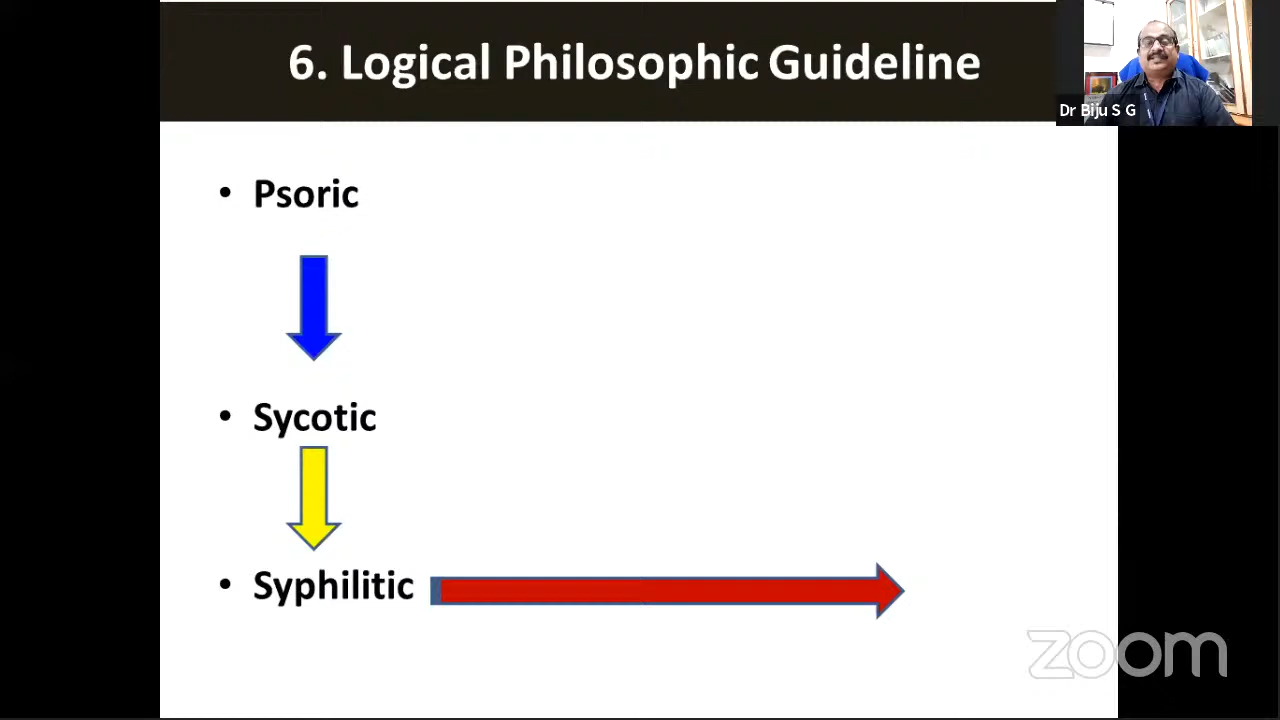 6. Logical Philosophic Guideline
Dr Biju S G
• Psoric
• Sycotic
• Syphilitic
zoom